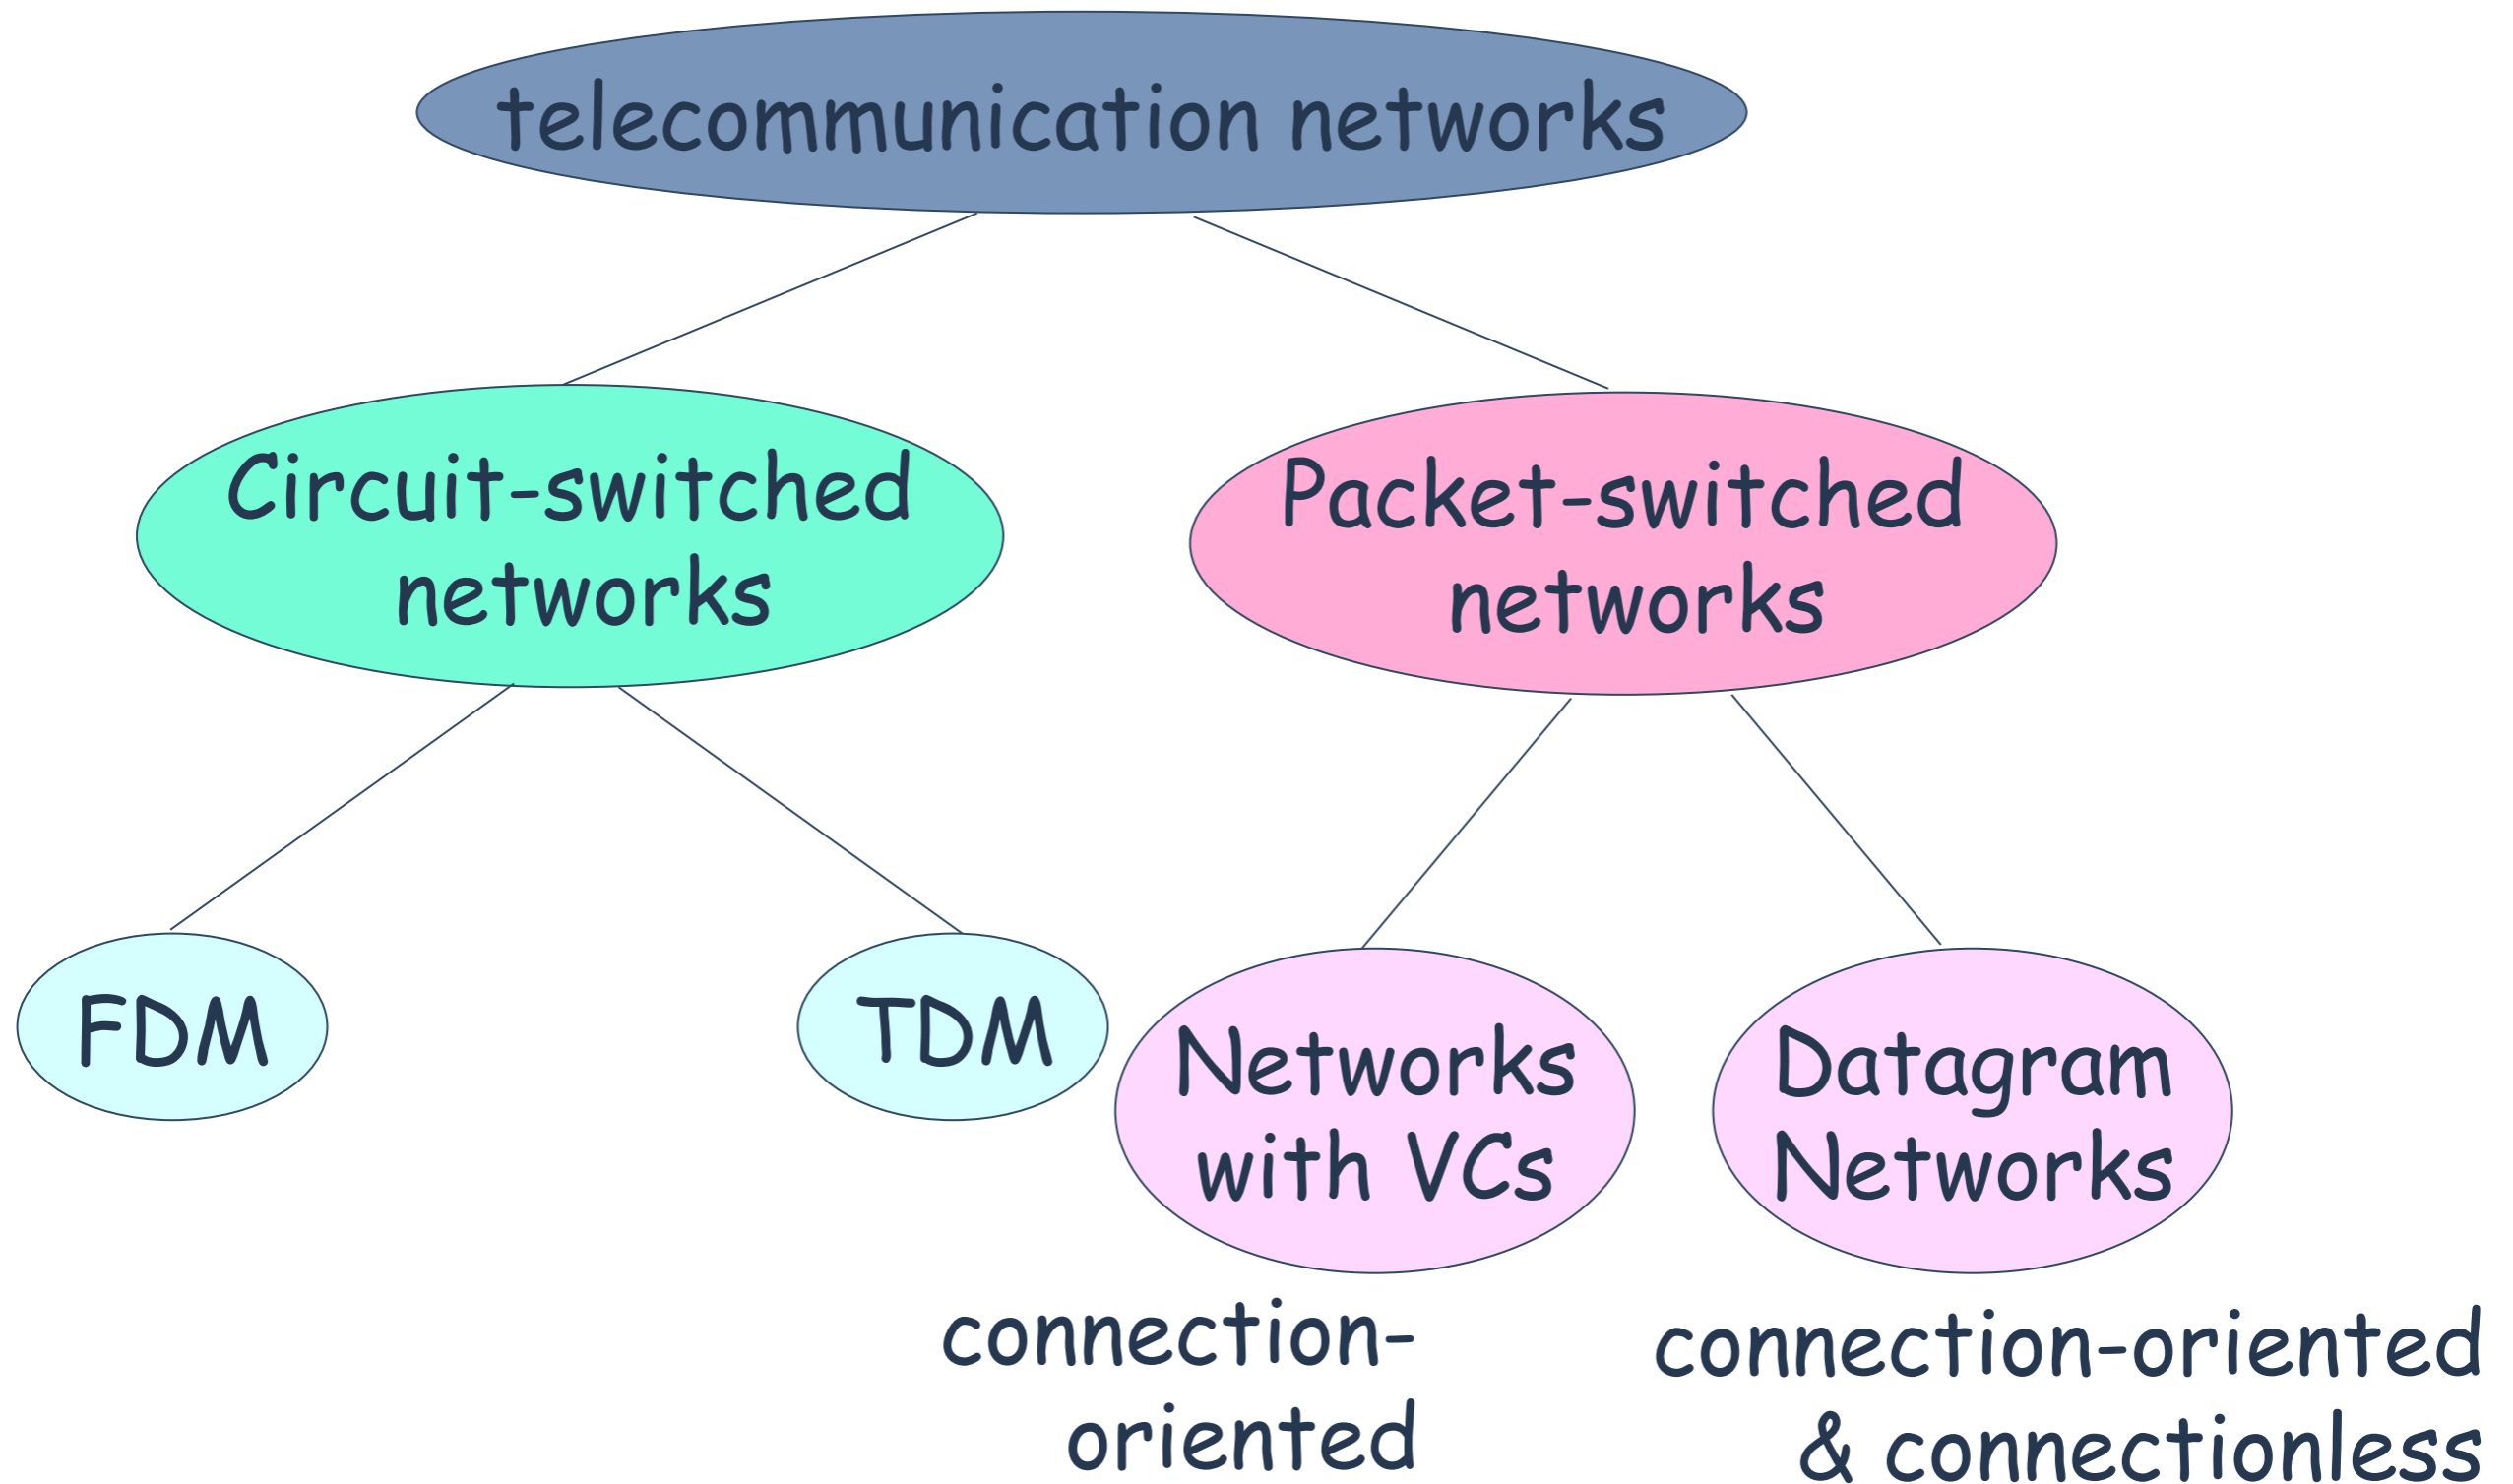 telecommunication networks
Circuit-switched
networks
Packet-switched
networks
FDM
TDM
Networks
with VCs
Datagram
Networks
connection-
oriented
connection-oriented
& connectionless